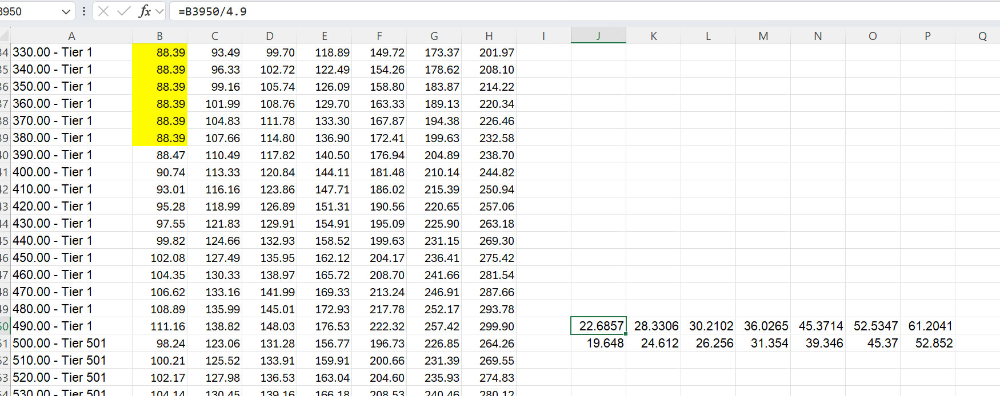 3950 fx =B3950/4.9
A B C D E F G H I J K L M N O P Q
34 330.00 - Tier 1 88.39 93.49 99.70 118.89 149.72 173.37 201.97
35 340.00 - Tier 1 88.39 96.33 102.72 122.49 154.26 178.62 208.10
36 350.00 - Tier 1 88.39 99.16 105.74 126.09 158.80 183.87 214.22
37 360.00 - Tier 1 88.39 101.99 108.76 129.70 163.33 189.13 220.34
38 370.00 - Tier 1 88.39 104.83 111.78 133.30 167.87 194.38 226.46
39 380.00 - Tier 1 88.39 107.66 114.80 136.90 172.41 199.63 232.58
40 390.00 - Tier 1 88.47 110.49 117.82 140.50 176.94 204.89 238.70
41 400.00 - Tier 1 90.74 113.33 120.84 144.11 181.48 210.14 244.82
42 410.00 - Tier 1 93.01 116.16 123.86 147.71 186.02 215.39 250.94
43 420.00 - Tier 1 95.28 118.99 126.89 151.31 190.56 220.65 257.06
44 430.00 - Tier 1 97.55 121.83 129.91 154.91 195.09 225.90 263.18
45 440.00 - Tier 1 99.82 124.66 132.93 158.52 199.63 231.15 269.30
46 450.00 - Tier 1 102.08 127.49 135.95 162.12 204.17 236.41 275.42
47 460.00 - Tier 1 104.35 130.33 138.97 165.72 208.70 241.66 281.54
48 470.00 - Tier 1 106.62 133.16 141.99 169.33 213.24 246.91 287.66
49 480.00 - Tier 1 108.89 135.99 145.01 172.93 217.78 252.17 293.78
50 490.00 - Tier 1 111.16 138.82 148.03 176.53 222.32 257.42 299.90 22.6857 28.3306 30.2102 36.0265 45.3714 52.5347 61.2041
51 500.00 - Tier 501 98.24 123.06 131.28 156.77 196.73 226.85 264.26 19.648 24.612 26.256 31.354 39.346 45.37 52.852
52 510.00 - Tier 501 100.21 125.52 133.91 159.91 200.66 231.39 269.55
53 520.00 - Tier 501 102.17 127.98 136.53 163.04 204.60 235.93 274.83
54 530.00 - Tier 501 104.14 130.45 139.16 166.18 208.53 240.46 280.12